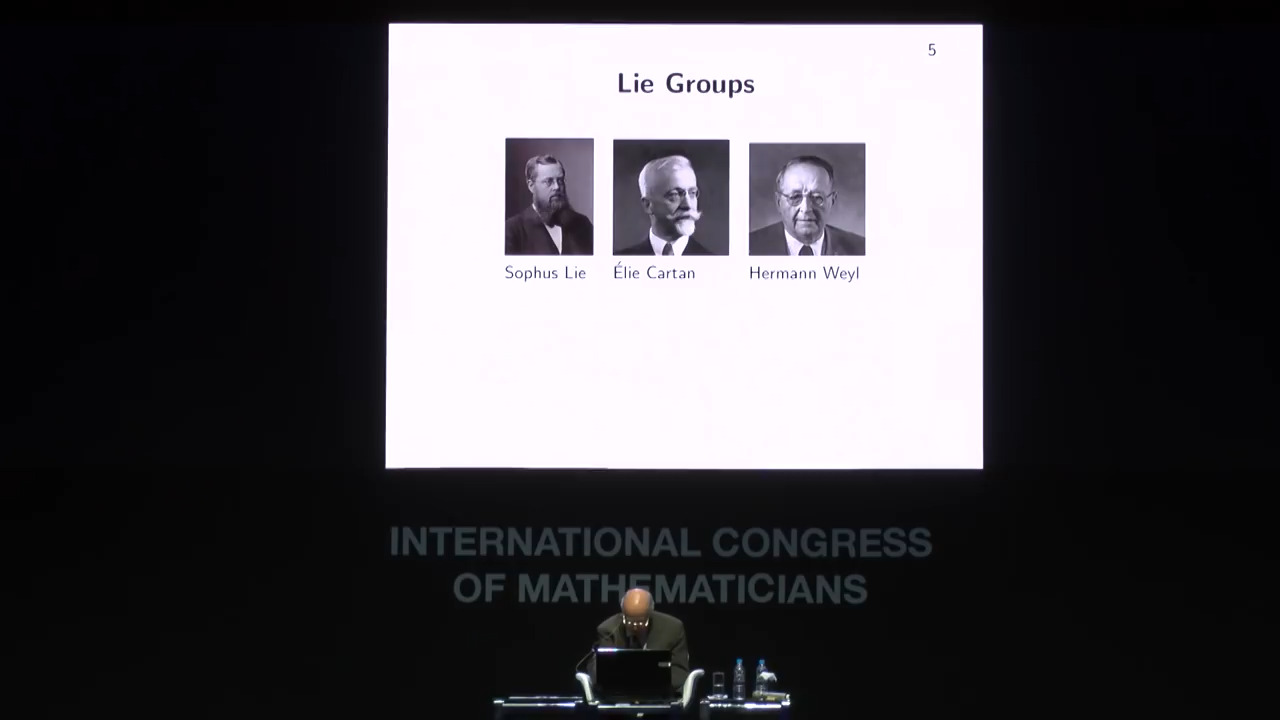 5
Lie Groups
Sophus Lie Élie Cartan Hermann Weyl
INTERNATIONAL CONGRESS
OF MATHEMATICIANS